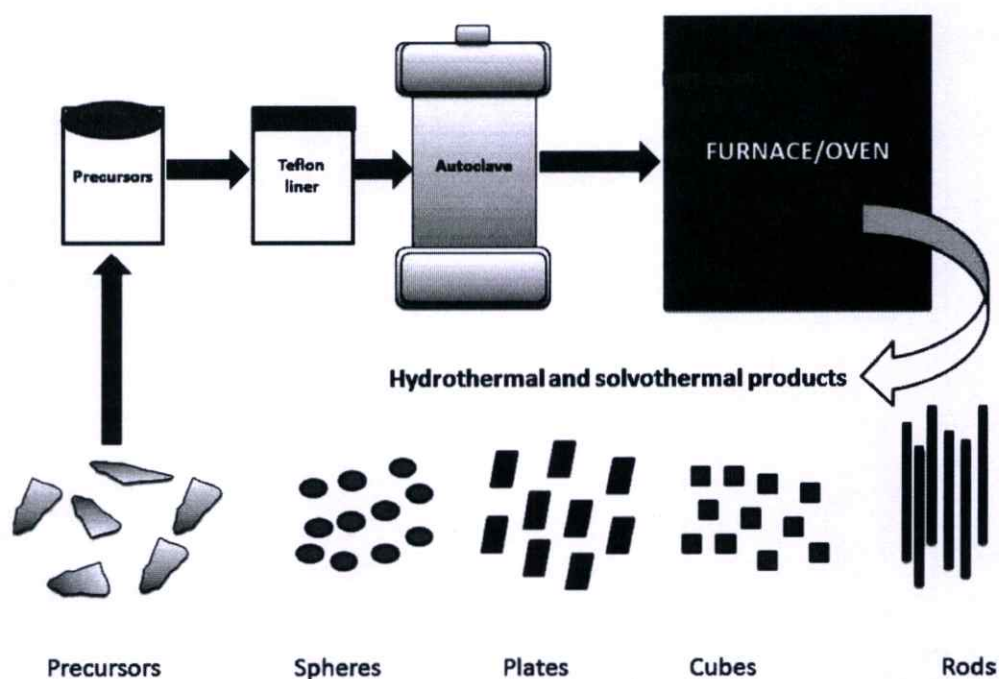 Precursors
Teflon
liner
Autoclave
FURNACE/OVEN
Hydrothermal and solvothermal products
Precursors
Spheres
Plates
Cubes
Rods